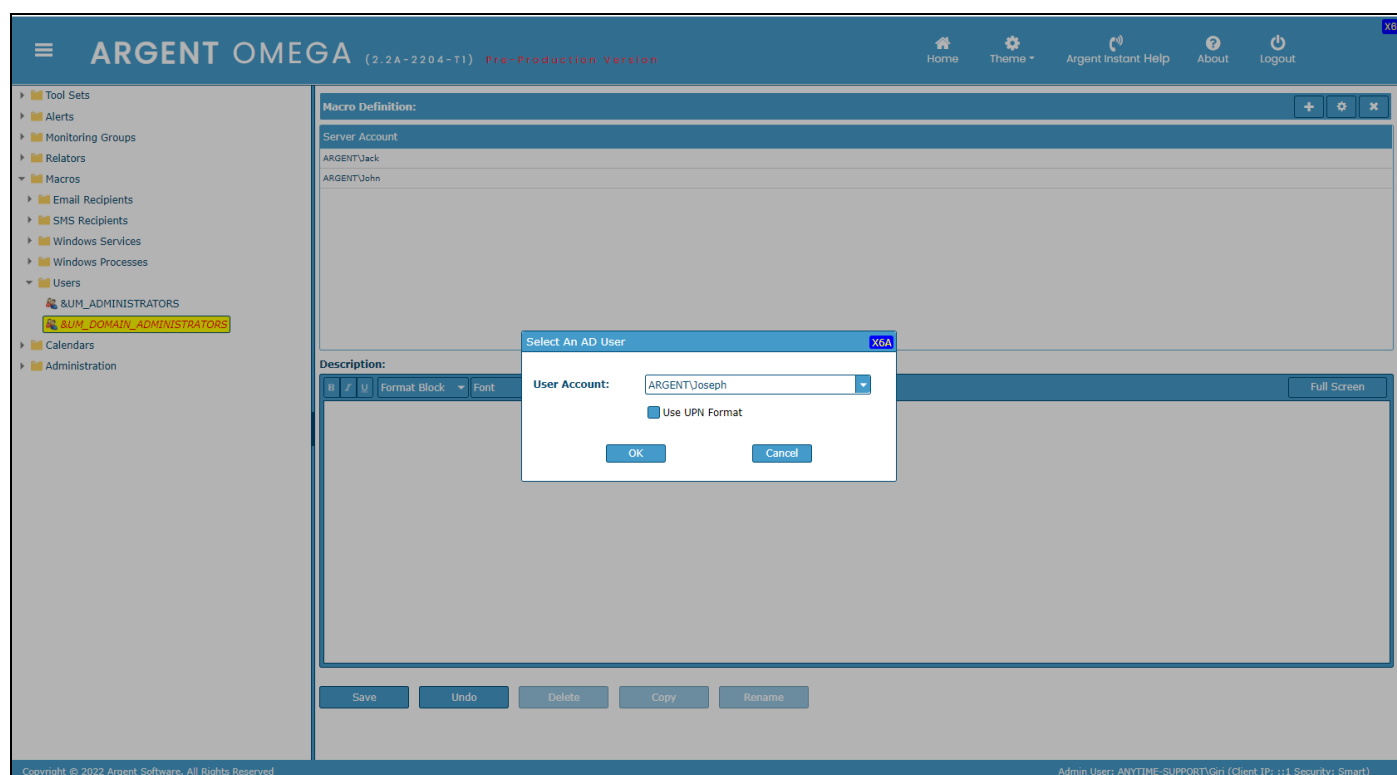 X6
ARGENT OMEGA (2.2A-2204-T1) Pre-Production Version
Home Theme Argent Instant Help About Logout
Tool Sets
Alerts
Monitoring Groups
Relators
Macros
Email Recipients
SMS Recipients
Windows Services
Windows Processes
Users
&UM_ADMINISTRATORS
&UM_DOMAIN_ADMINISTRATORS
Calendars
Administration
Macro Definition:
Server Account
ARGENT\Jack
ARGENT\John
Select An AD User X6A
User Account: ARGENT\Joseph
Use UPN Format
OK Cancel
Description:
B I U Format Block Font Full Screen
Save Undo Delete Copy Rename
Copyright © 2022 Argent Software. All Rights Reserved Admin User: ANYTIME-SUPPORT\Giri (Client IP: ::1 Security: Smart)